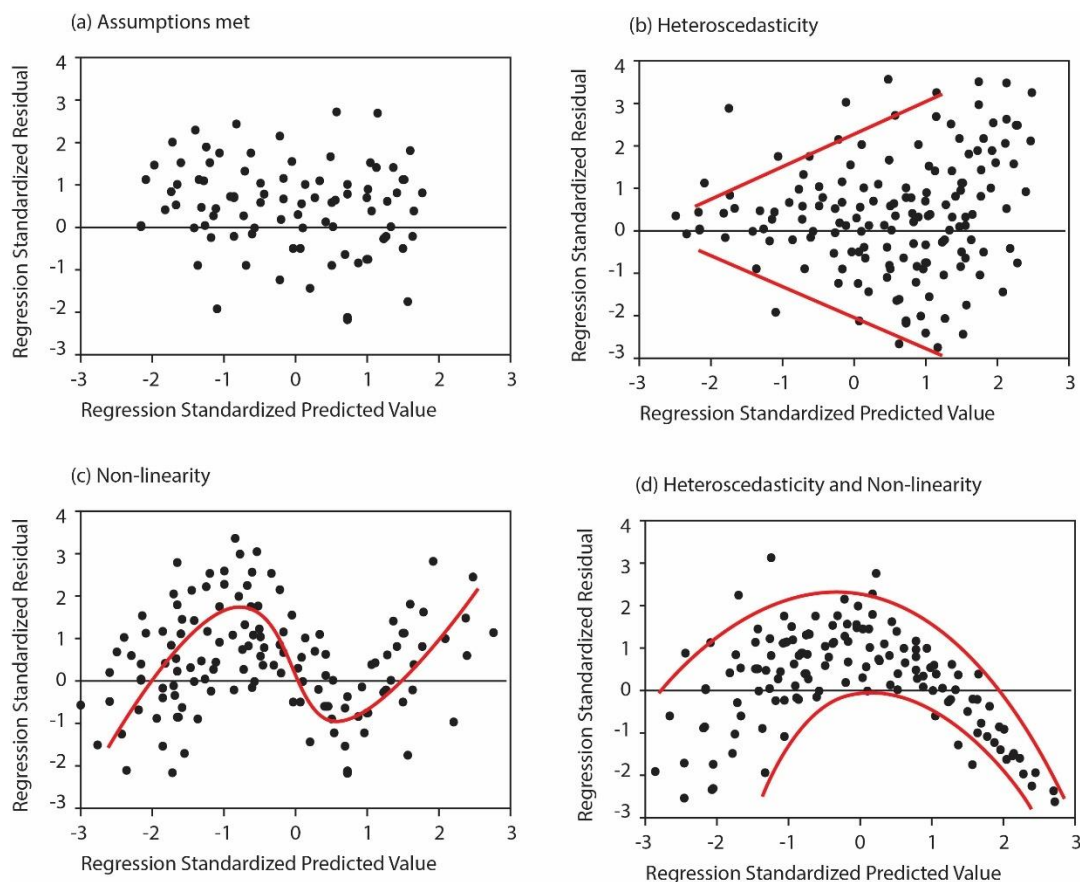 (a) Assumptions met
Regression Standardized Residual
4
3
2
1
0
-1
-2
-3
-3 -2 -1 0 1 2 3
Regression Standardized Predicted Value
(b) Heteroscedasticity
Regression Standardized Residual
4
3
2
1
0
-1
-2
-3
-3 -2 -1 0 1 2 3
Regression Standardized Predicted Value
(c) Non-linearity
Regression Standardized Residual
4
3
2
1
0
-1
-2
-3
-3 -2 -1 0 1 2 3
Regression Standardized Predicted Value
(d) Heteroscedasticity and Non-linearity
Regression Standardized Residual
4
3
2
1
0
-1
-2
-3
-3 -2 -1 0 1 2 3
Regression Standardized Predicted Value